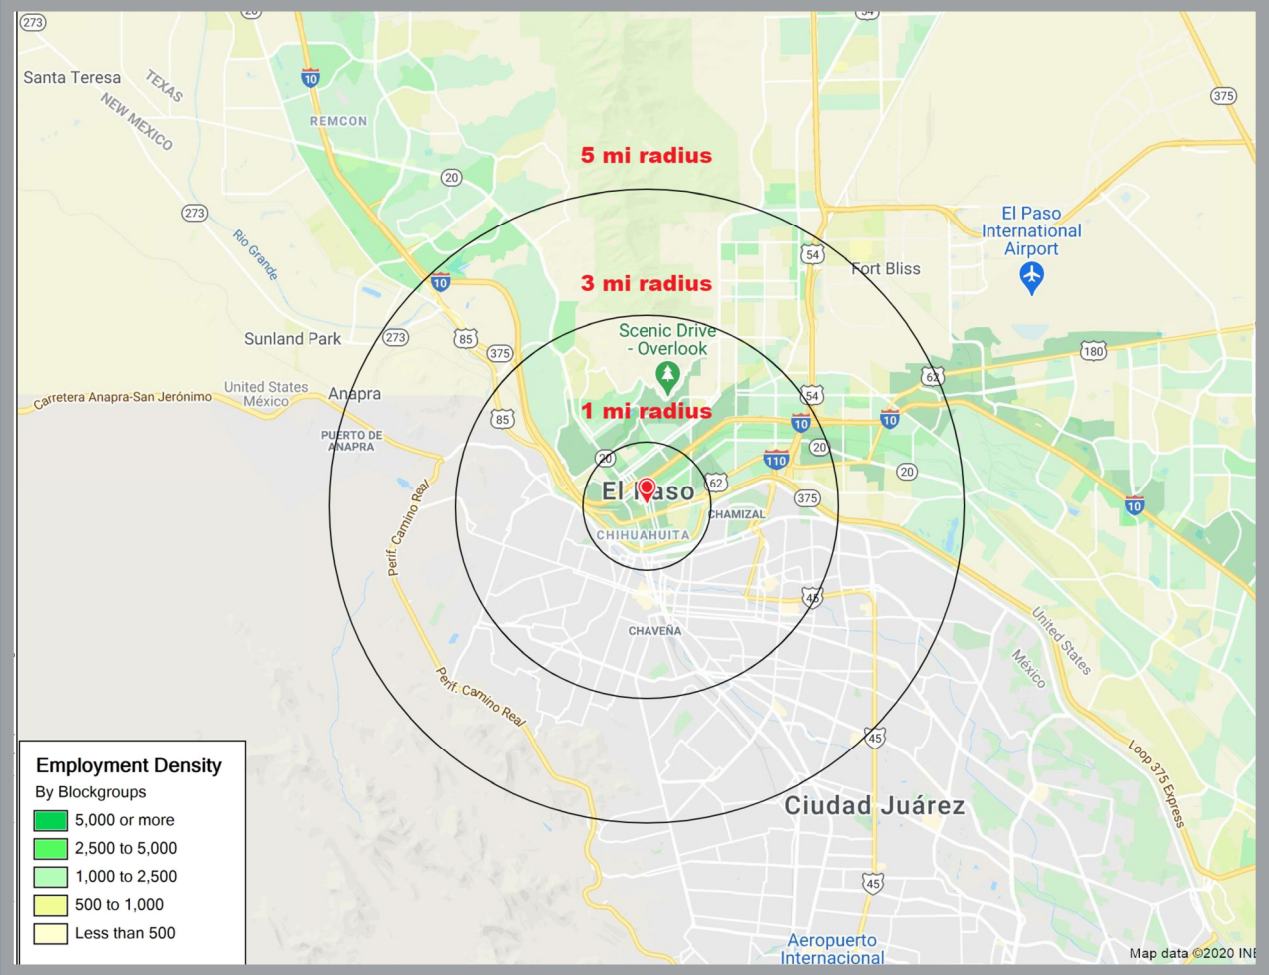 273
20
54
Santa Teresa
TEXAS
NEW MEXICO
10
375
REMCON
5 mi radius
20
273
Rio Grande
El Paso
International
Airport
54
Fort Bliss
10
3 mi radius
Sunland Park
273
85
375
Scenic Drive
- Overlook
180
62
United States
México
Anapra
Carretera Anapra-San Jerónimo
54
1 mi radius
85
10
10
PUERTO DE
ANAPRA
20
110
20
20
62
375
El Paso
10
CHAMIZAL
Perif. Camino Real
CHIHUAHUITA
45
CHAVEÑA
United States
México
Perif. Camino Real
45
Loop 375 Express
Ciudad Juárez
45
Aeropuerto
Internacional
Employment Density
By Blockgroups
5,000 or more
2,500 to 5,000
1,000 to 2,500
500 to 1,000
Less than 500
Map data ©2020 INE